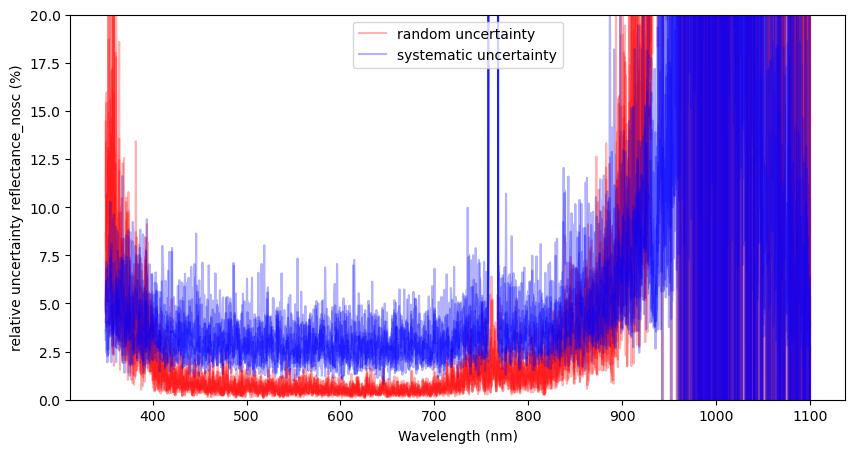 20.0
17.5
15.0
12.5
10.0
7.5
5.0
2.5
0.0
relative uncertainty reflectance_nosc (%)
random uncertainty
systematic uncertainty
400 500 600 700 800 900 1000 1100
Wavelength (nm)